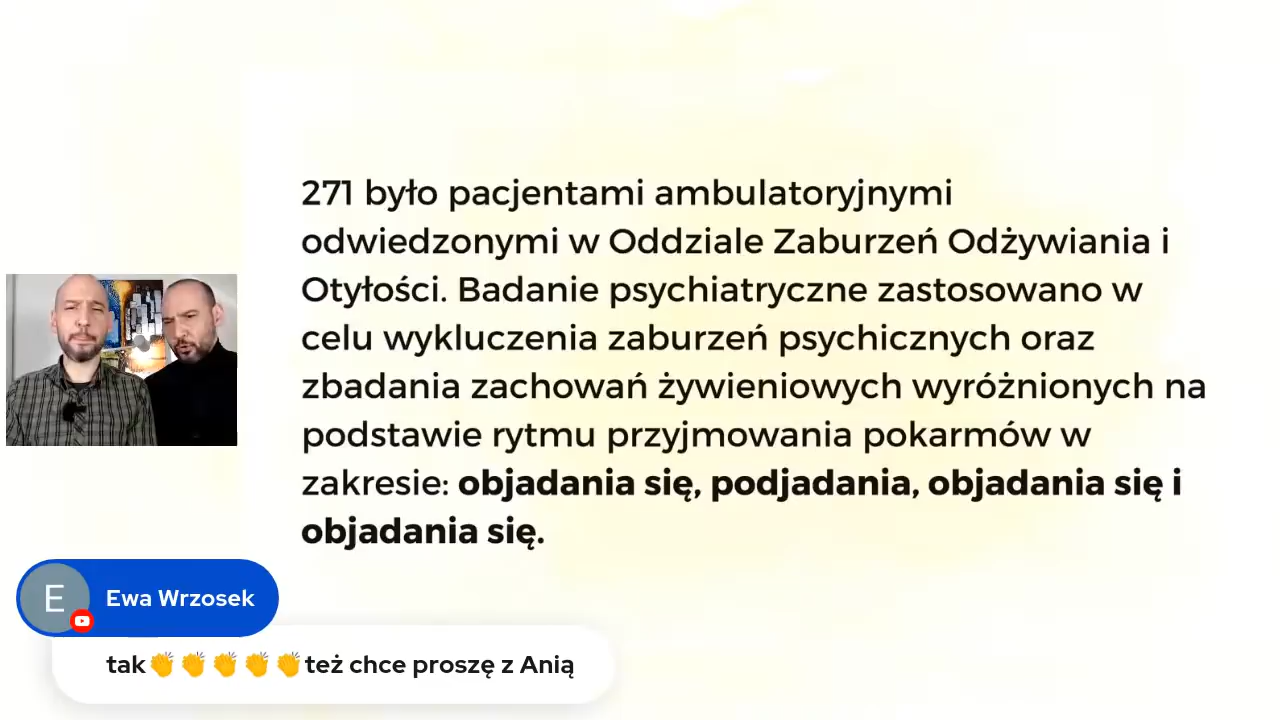 271 było pacjentami ambulatoryjnymi
odwiedzonymi w Oddziale Zaburzeń Odżywiania i
Otyłości. Badanie psychiatryczne zastosowano w
celu wykluczenia zaburzeń psychicznych oraz
zbadania zachowań żywieniowych wyróżnionych na
podstawie rytmu przyjmowania pokarmów w
zakresie: objadania się, podjadania, objadania się i
objadania się.
E
Ewa Wrzosek
tak👏👏👏👏👏też chce proszę z Anią